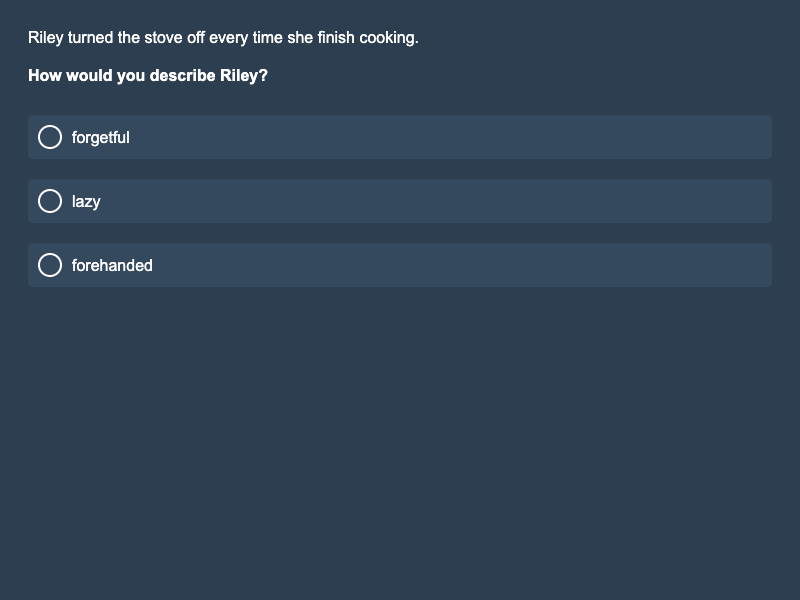 Riley turned the stove off every time she finish cooking.
How would you describe Riley?
forgetful
lazy
forehanded